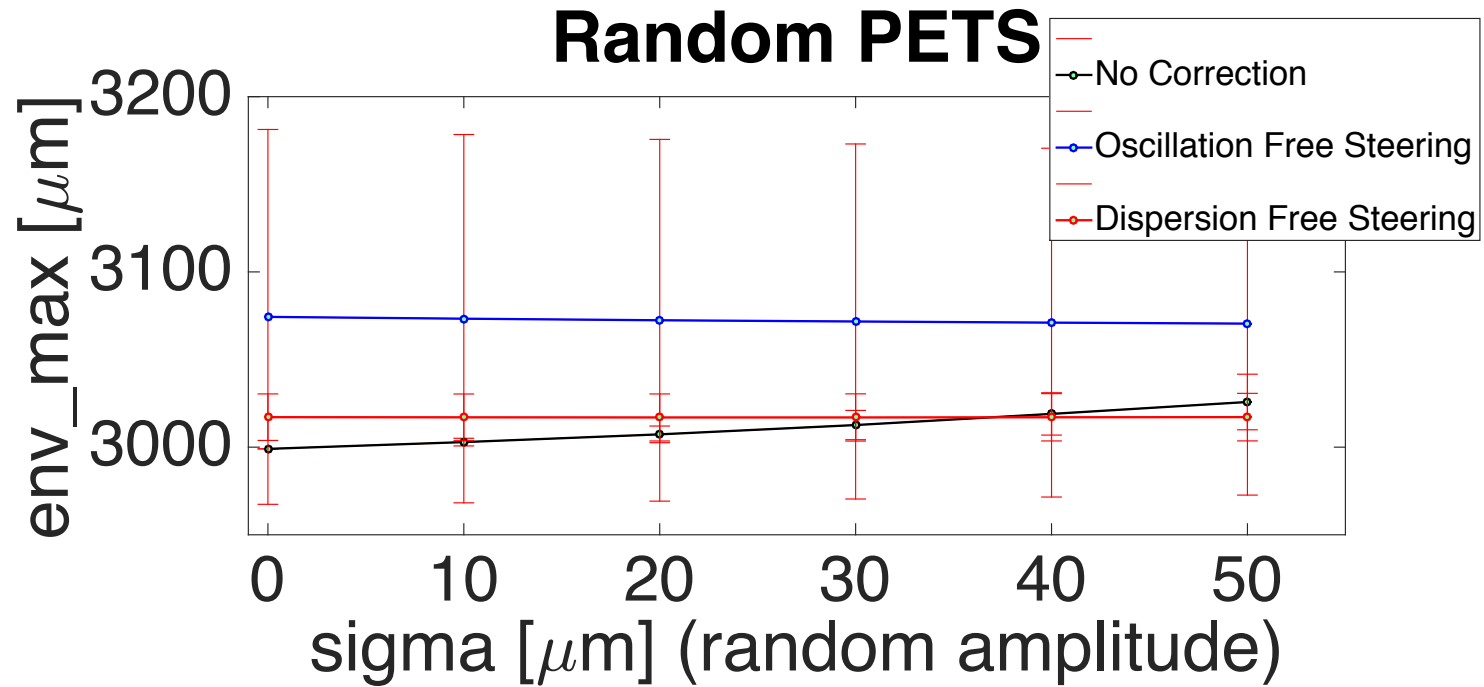 Random PETS
No Correction
Oscillation Free Steering
Dispersion Free Steering
env_max [μm]
3200
3100
3000
0 10 20 30 40 50
sigma [μm] (random amplitude)